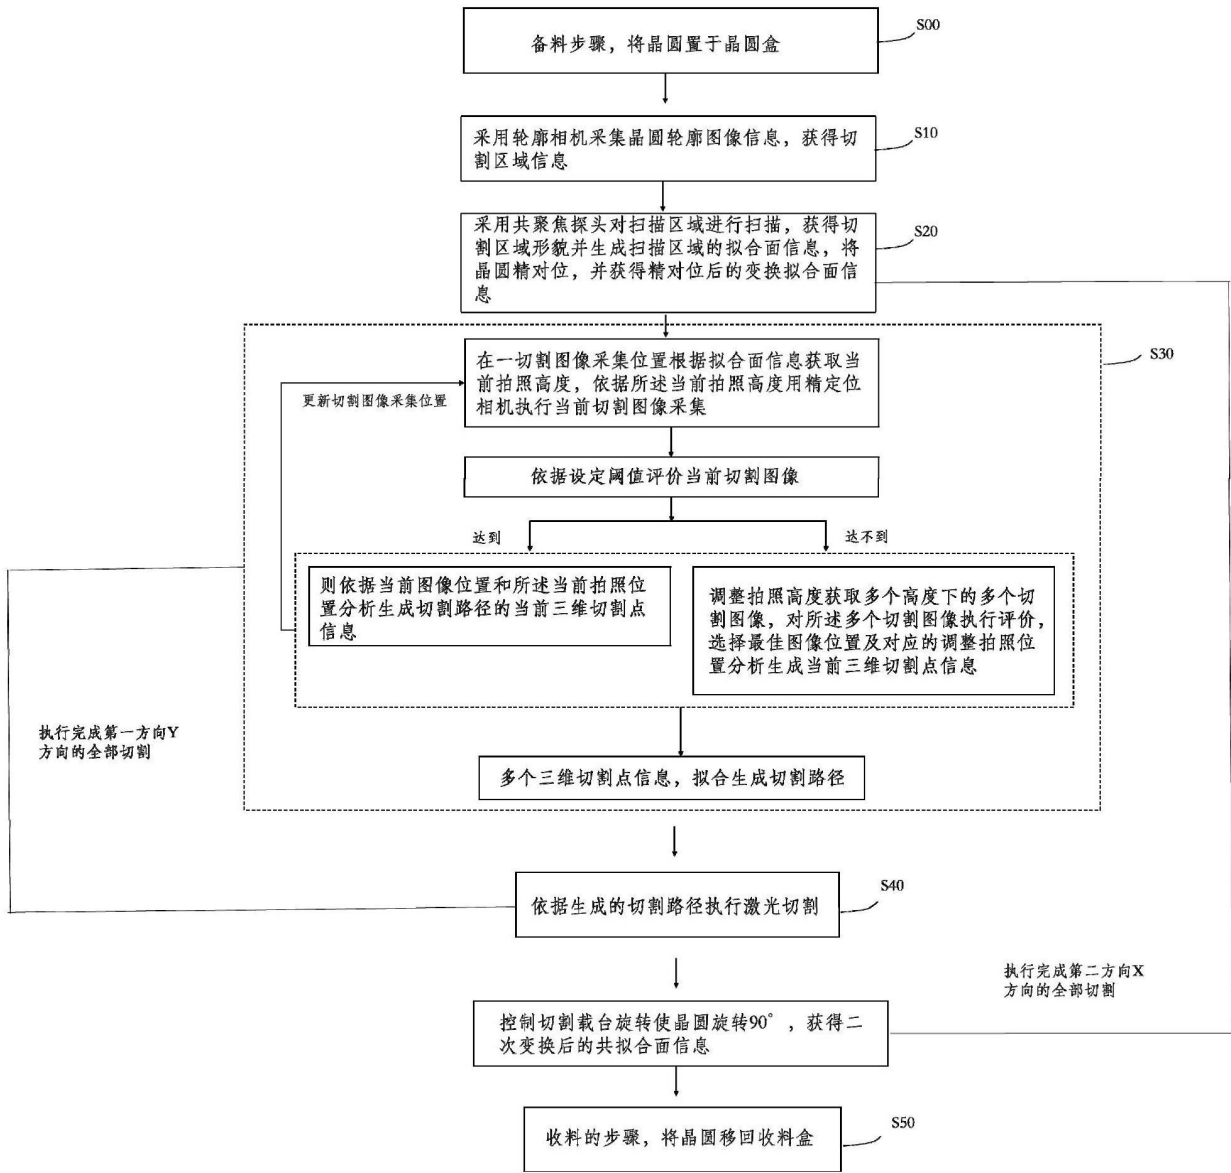 备料步骤，将晶圆置于晶圆盒
S00
采用轮廓相机采集晶圆轮廓图像信息，获得切
割区域信息
S10
采用共聚焦探头对扫描区域进行扫描，获得切
割区域形貌并生成扫描区域的拟合面信息，将
晶圆精对位，并获得精对位后的变换拟合面信
息
S20
S30
在一切割图像采集位置根据拟合面信息获取当
前拍照高度，依据所述当前拍照高度用精定位
相机执行当前切割图像采集
更新切割图像采集位置
依据设定阈值评价当前切割图像
达到
达不到
则依据当前图像位置和所述当前拍照位
置分析生成切割路径的当前三维切割点
信息
调整拍照高度获取多个高度下的多个切
割图像，对所述多个切割图像执行评价，
选择最佳图像位置及对应的调整拍照位
置分析生成当前三维切割点信息
执行完成第一方向Y
方向的全部切割
多个三维切割点信息，拟合生成切割路径
依据生成的切割路径执行激光切割
S40
执行完成第二方向X
方向的全部切割
控制切割载台旋转使晶圆旋转90°，获得二
次变换后的共拟合面信息
收料的步骤，将晶圆移回收料盒
S50